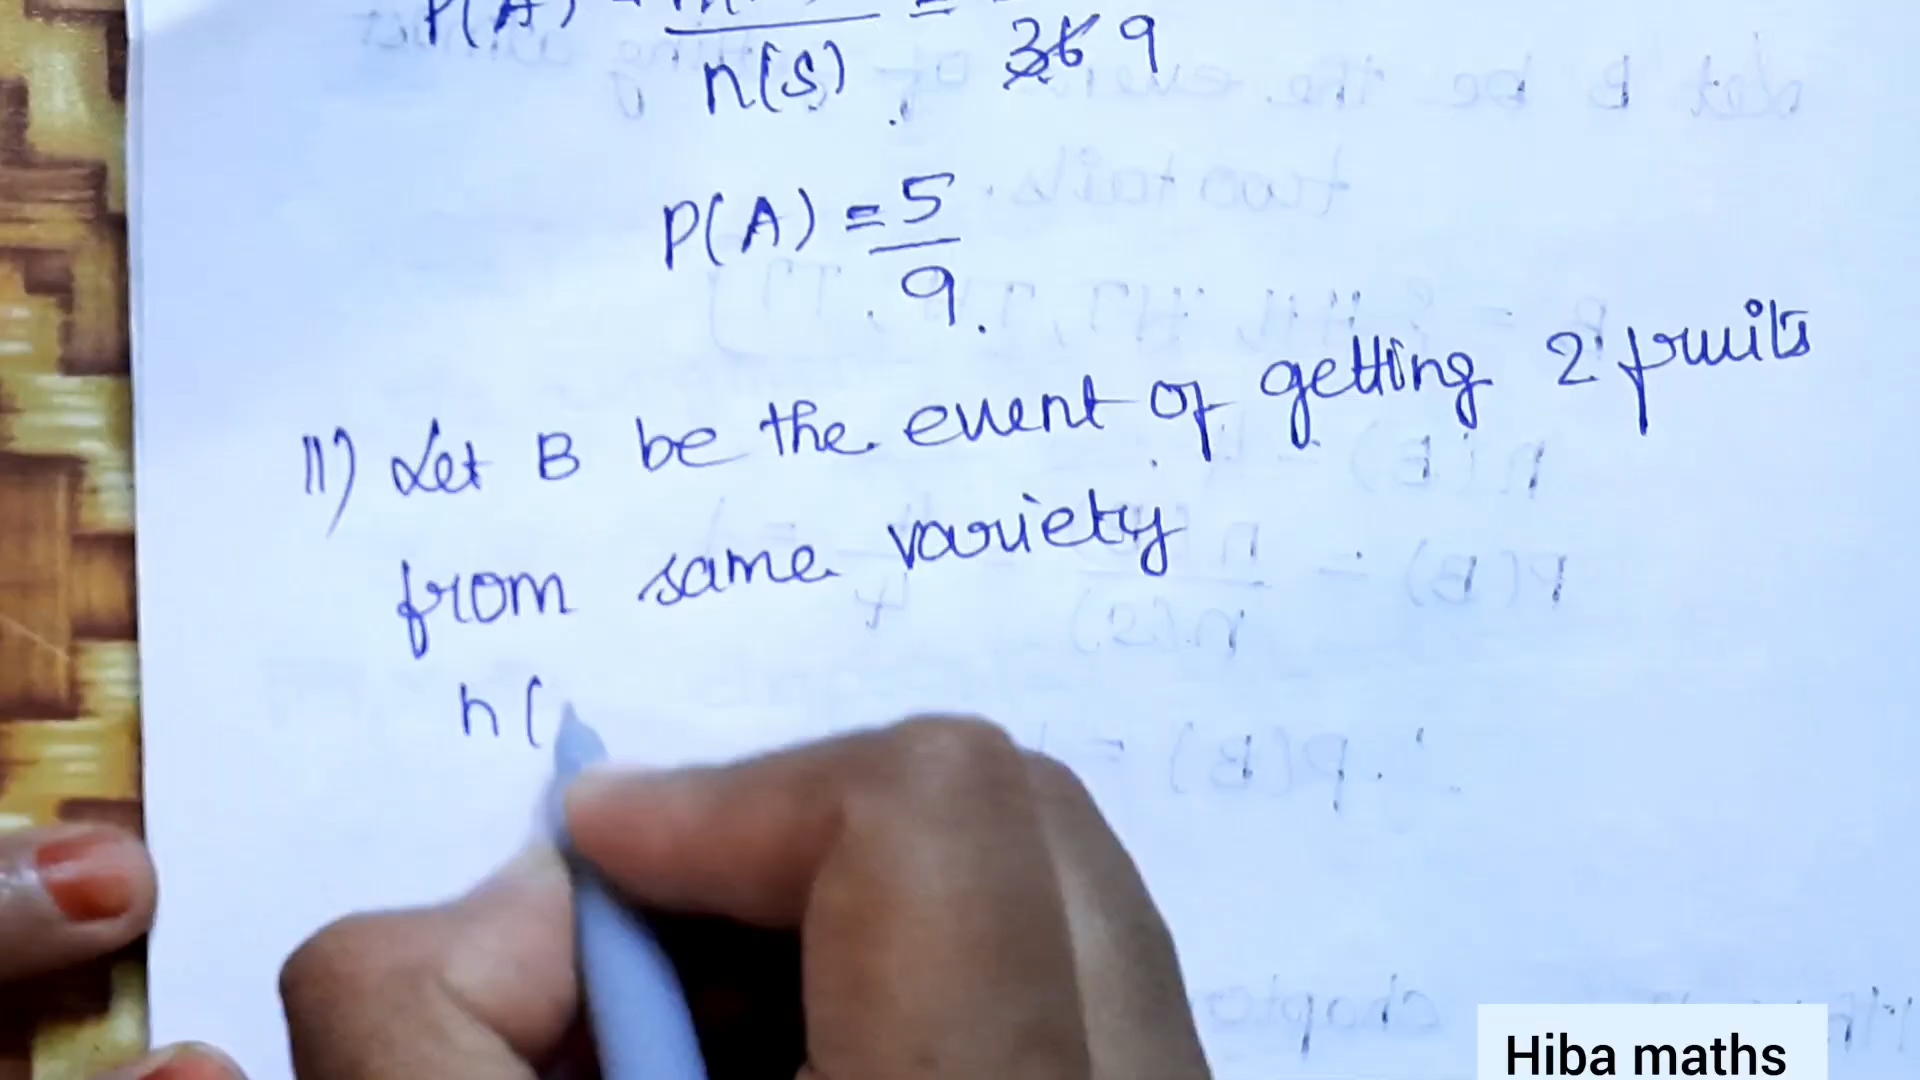 P(A) =
n(S) 36 9
P(A) = 5
9.
II) Let B be the event of getting 2 fruits
from same variety
n(
Hiba maths